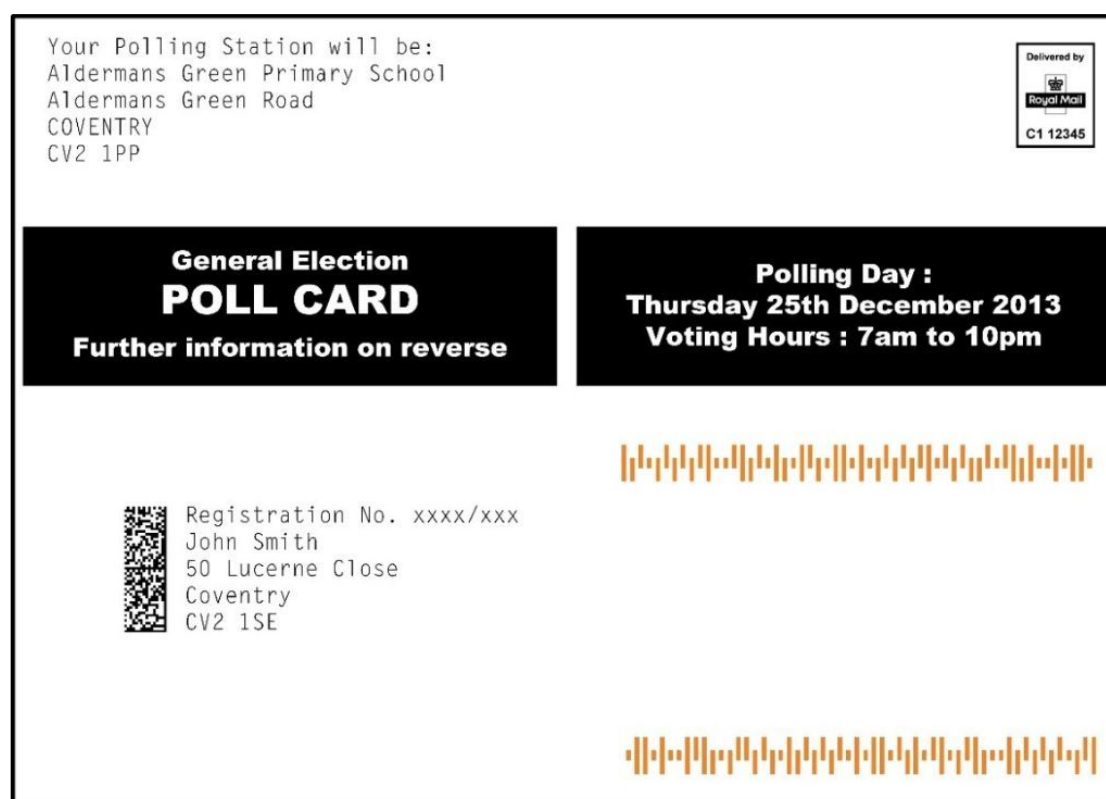 Your Polling Station will be:
Aldermans Green Primary School
Aldermans Green Road
COVENTRY
CV2 1PP
Delivered by
Royal Mail
C1 12345
General Election
POLL CARD
Further information on reverse
Polling Day :
Thursday 25th December 2013
Voting Hours : 7am to 10pm
Registration No. xxxx/xxx
John Smith
50 Lucerne Close
Coventry
CV2 1SE